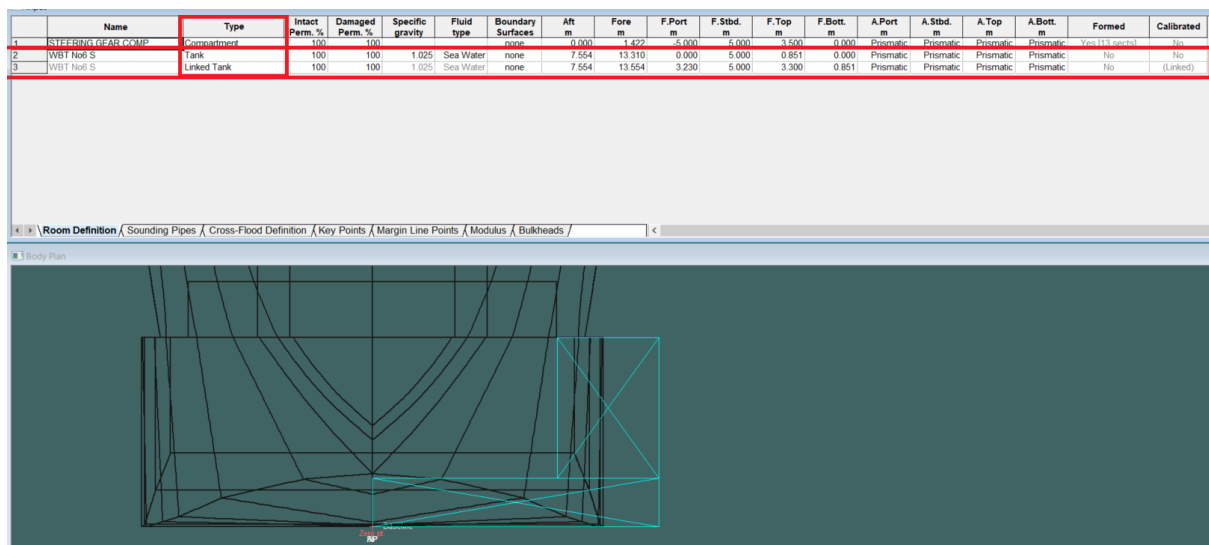 Name Type Intact Perm. % Damaged Perm. % Specific gravity Fluid type Boundary Surfaces Aft m Fore m F.Port m F.Stbd. m F.Top m F.Bott. m A.Port m A.Stbd. m A.Top m A.Bott. m Formed Calibrated
1 STEERING GEAR COMP Compartment 100 100 none 0.000 1.422 -5.000 5.000 3.500 0.000 Prismatic Prismatic Prismatic Prismatic Yes [13 sects] No
2 WBT No6 S Tank 100 100 1.025 Sea Water none 7.554 13.310 0.000 5.000 0.851 0.000 Prismatic Prismatic Prismatic Prismatic No No
3 WBT No6 S Linked Tank 100 100 1.025 Sea Water none 7.554 13.554 3.230 5.000 3.300 0.851 Prismatic Prismatic Prismatic Prismatic No (Linked)
Room Definition Sounding Pipes Cross-Flood Definition Key Points Margin Line Points Modulus Bulkheads
Body Plan
Baseline